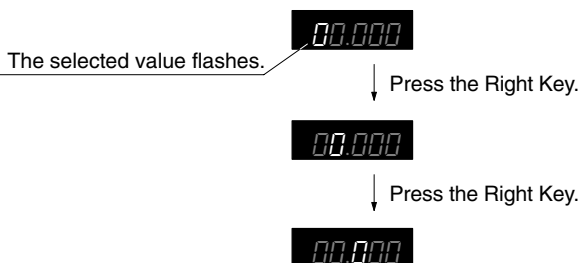 00.000
The selected value flashes.
Press the Right Key.
00.000
Press the Right Key.
00.000